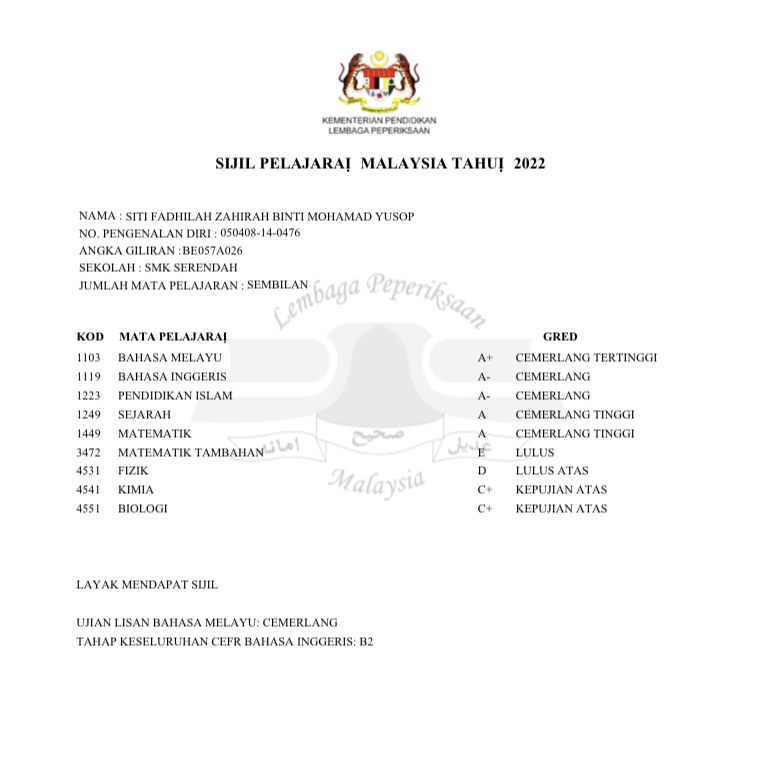 KEMENTERIAN PENDIDIKAN
LEMBAGA PEPERIKSAAN
SIJIL PELAJARAĮ MALAYSIA TAHUĮ 2022
NAMA : SITI FADHILAH ZAHIRAH BINTI MOHAMAD YUSOP
NO. PENGENALAN DIRI : 050408-14-0476
ANGKA GILIRAN :BE057A026
SEKOLAH : SMK SERENDAH
JUMLAH MATA PELAJARAN : SEMBILAN
Lembaga Peperiksaan
KOD MATA PELAJARAĮ GRED
1103 BAHASA MELAYU A+ CEMERLANG TERTINGGI
1119 BAHASA INGGERIS A- CEMERLANG
1223 PENDIDIKAN ISLAM A- CEMERLANG
1249 SEJARAH A CEMERLANG TINGGI
1449 MATEMATIK A CEMERLANG TINGGI
امانه صحيح عديل
3472 MATEMATIK TAMBAHAN E LULUS
4531 FIZIK D LULUS ATAS
Malaysia
4541 KIMIA C+ KEPUJIAN ATAS
4551 BIOLOGI C+ KEPUJIAN ATAS
LAYAK MENDAPAT SIJIL
UJIAN LISAN BAHASA MELAYU: CEMERLANG
TAHAP KESELURUHAN CEFR BAHASA INGGERIS: B2